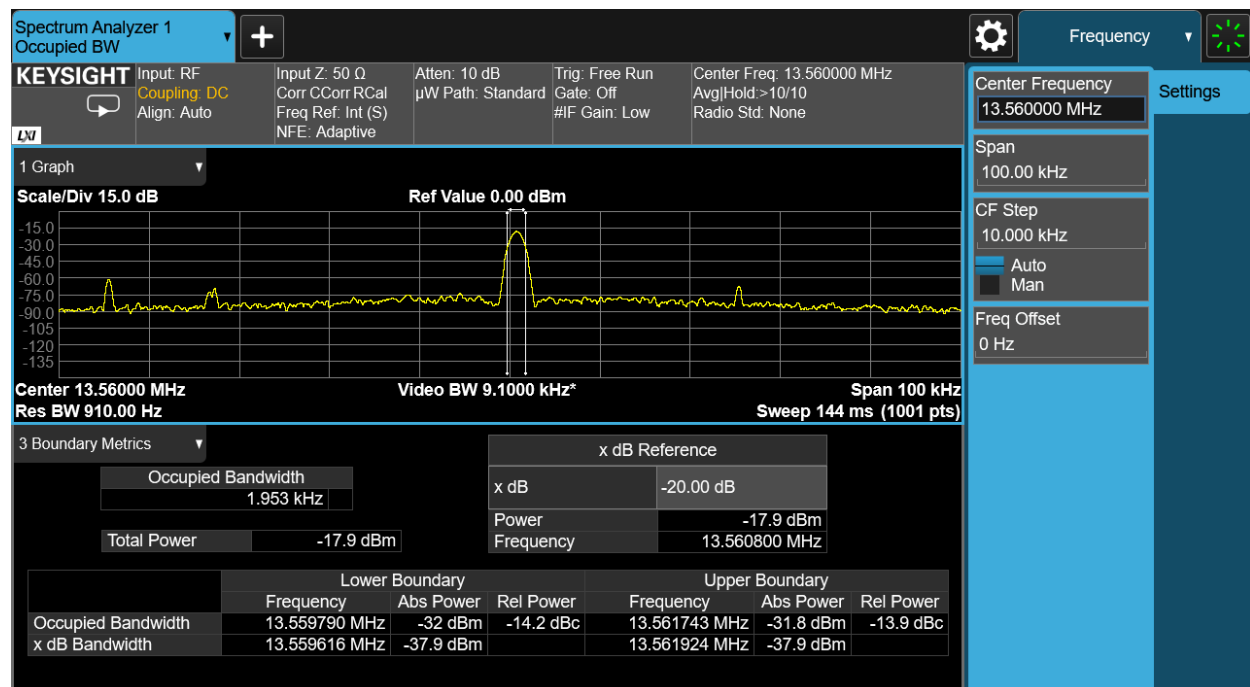 Spectrum Analyzer 1
Occupied BW
+
Frequency
KEYSIGHT
LXI
Input: RF
Coupling: DC
Align: Auto
Input Z: 50 Ω
Corr CCorr RCal
Freq Ref: Int (S)
NFE: Adaptive
Atten: 10 dB
µW Path: Standard
Trig: Free Run
Gate: Off
#IF Gain: Low
Center Freq: 13.560000 MHz
Avg|Hold:>10/10
Radio Std: None
Center Frequency
13.560000 MHz
Settings
Span
100.00 kHz
CF Step
10.000 kHz
Auto
Man
Freq Offset
0 Hz
1 Graph
Scale/Div 15.0 dB Ref Value 0.00 dBm
-15.0
-30.0
-45.0
-60.0
-75.0
-90.0
-105
-120
-135
Center 13.56000 MHz Video BW 9.1000 kHz* Span 100 kHz
Res BW 910.00 Hz Sweep 144 ms (1001 pts)
3 Boundary Metrics
Occupied Bandwidth
1.953 kHz
Total Power -17.9 dBm
x dB Reference
x dB -20.00 dB
Power -17.9 dBm
Frequency 13.560800 MHz
Lower Boundary Upper Boundary
Frequency Abs Power Rel Power Frequency Abs Power Rel Power
Occupied Bandwidth 13.559790 MHz -32 dBm -14.2 dBc 13.561743 MHz -31.8 dBm -13.9 dBc
x dB Bandwidth 13.559616 MHz -37.9 dBm 13.561924 MHz -37.9 dBm